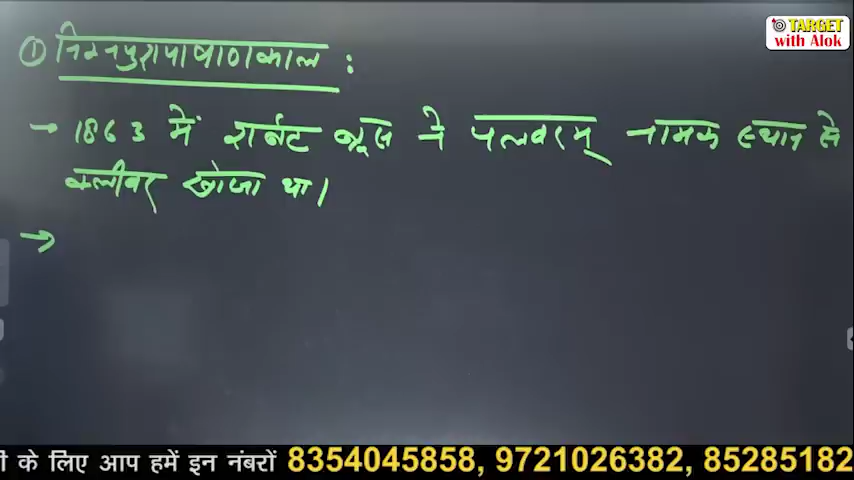 TARGET
with Alok
① निम्नपुरापाषाणकाल :
→ 1863 में राबर्ट ब्रूस ने पल्लवरम् नामक स्थान से
क्लीवर खोजा था।
→
ी के लिए आप हमें इन नंबरों 8354045858, 9721026382, 85285182